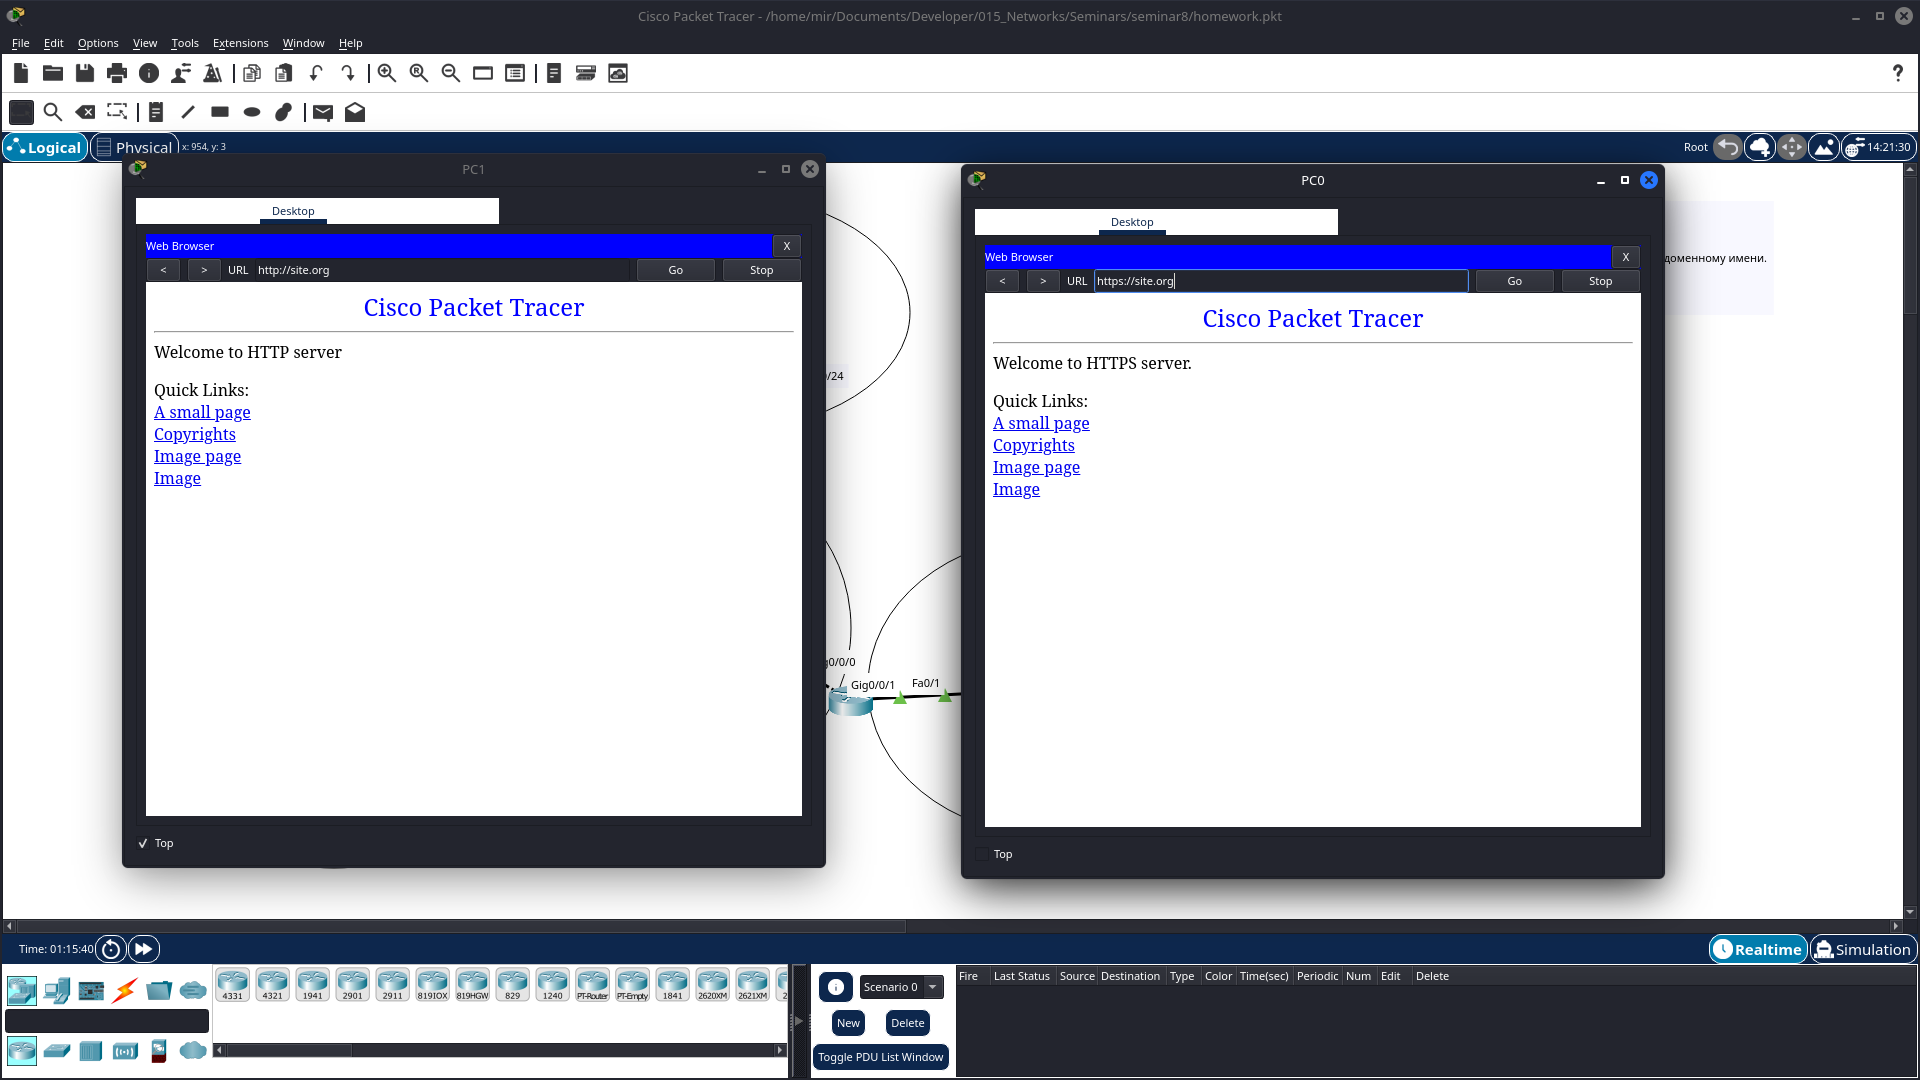 Cisco Packet Tracer - /home/mir/Documents/Developer/015_Networks/Seminars/seminar8/homework.pkt
File Edit Options View Tools Extensions Window Help
Logical Physical x: 954, y: 3 Root 14:21:30
PC1
Desktop
Web Browser X
< > URL http://site.org Go Stop
Cisco Packet Tracer
Welcome to HTTP server
Quick Links:
A small page
Copyrights
Image page
Image
Top
PC0
Desktop
Web Browser X
< > URL https://site.org Go Stop
Cisco Packet Tracer
Welcome to HTTPS server.
Quick Links:
A small page
Copyrights
Image page
Image
Top
доменному имени.
/24
g0/0/0
Gig0/0/1 Fa0/1
Time: 01:15:40 Realtime Simulation
4331 4321 1941 2901 2911 819IOX 819HGW 829 1240 PT-Router PT-Empty 1841 2620XM 2621XM 2
Scenario 0
New Delete
Toggle PDU List Window
Fire Last Status Source Destination Type Color Time(sec) Periodic Num Edit Delete